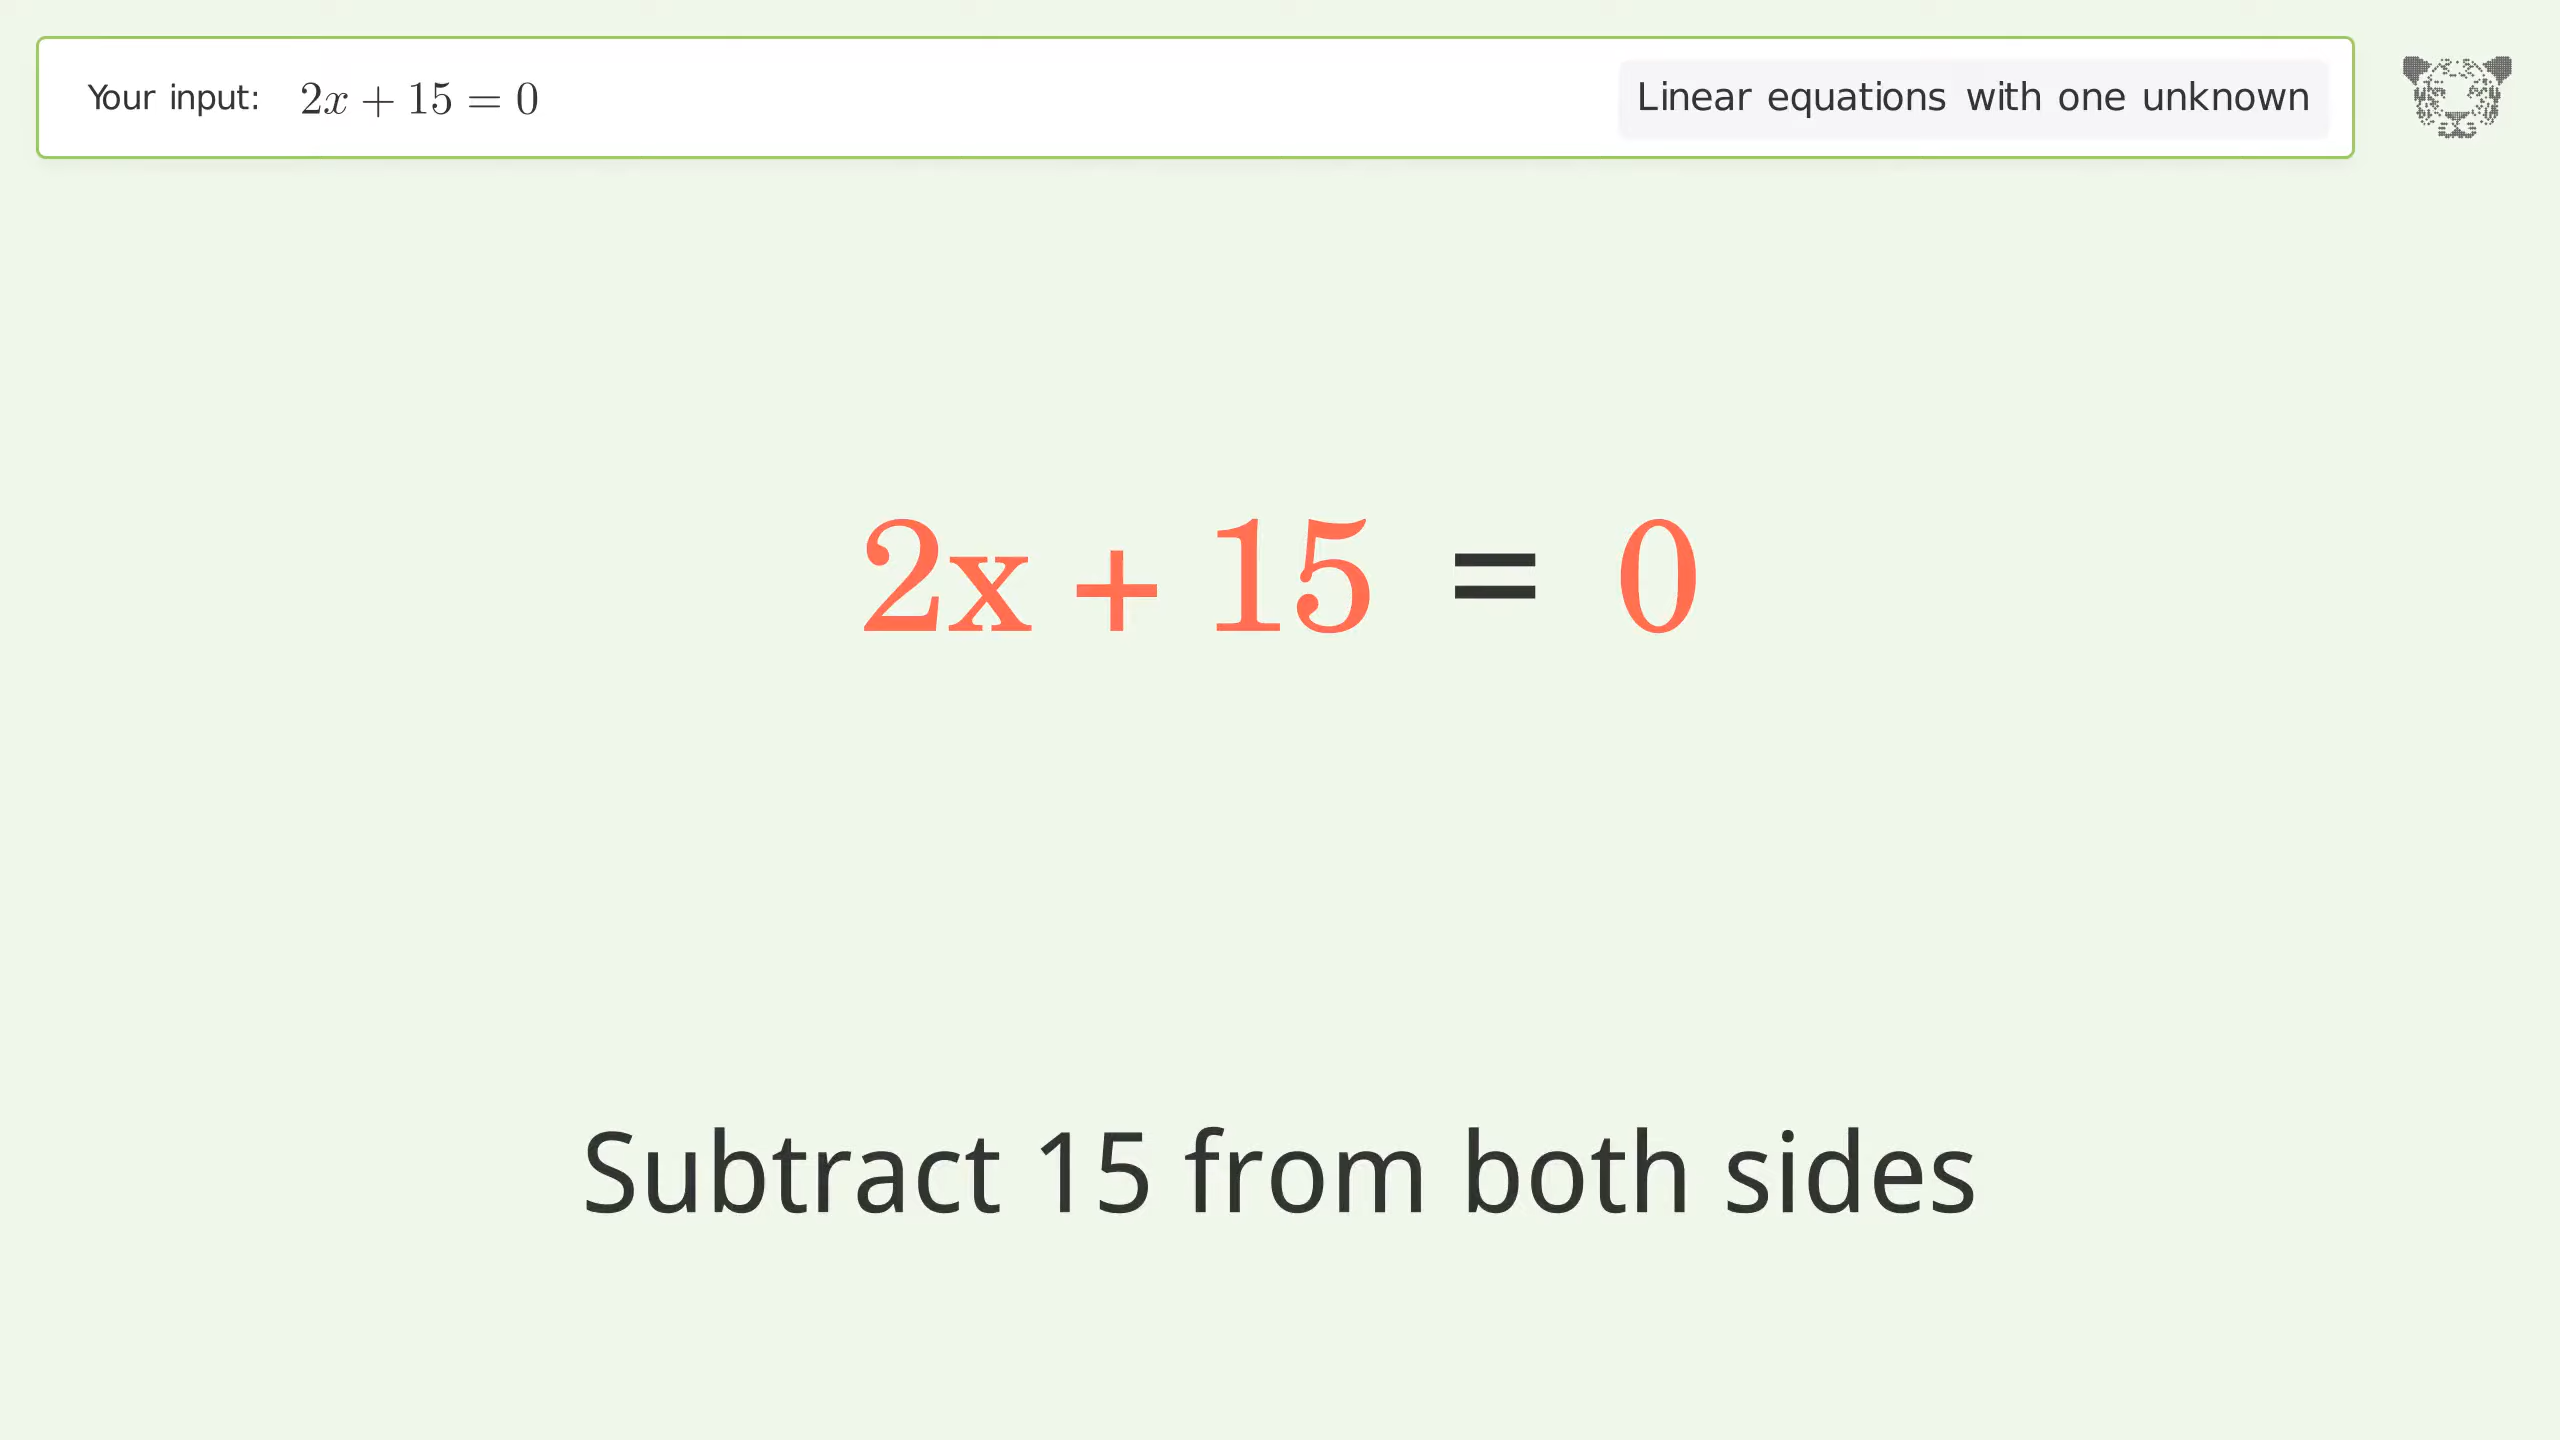 Your input: 2x + 15 = 0
Linear equations with one unknown
2x + 15 = 0
Subtract 15 from both sides